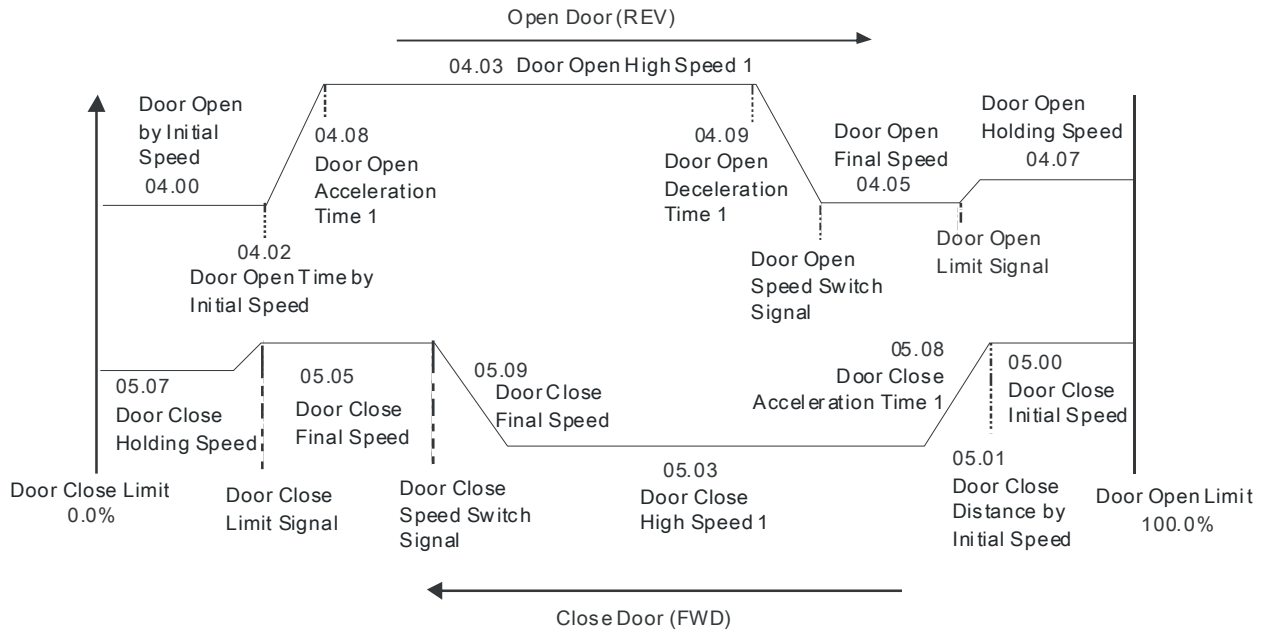 Open Door (REV)
04.03 Door Open High Speed 1
Door Open
by Initial
Speed
04.00
04.08
Door Open
Acceleration
Time 1
04.09
Door Open
Deceleration
Time 1
Door Open
Final Speed
04.05
Door Open
Holding Speed
04.07
04.02
Door Open Time by
Initial Speed
Door Open
Speed Switch
Signal
Door Open
Limit Signal
05.07
Door Close
Holding Speed
05.05
Door Close
Final Speed
05.09
Door Close
Final Speed
05.08
Door Close
Acceleration Time 1
05.00
Door Close
Initial Speed
Door Close Limit
0.0%
Door Close
Limit Signal
Door Close
Speed Switch
Signal
05.03
Door Close
High Speed 1
05.01
Door Close
Distance by
Initial Speed
Door Open Limit
100.0%
Close Door (FWD)